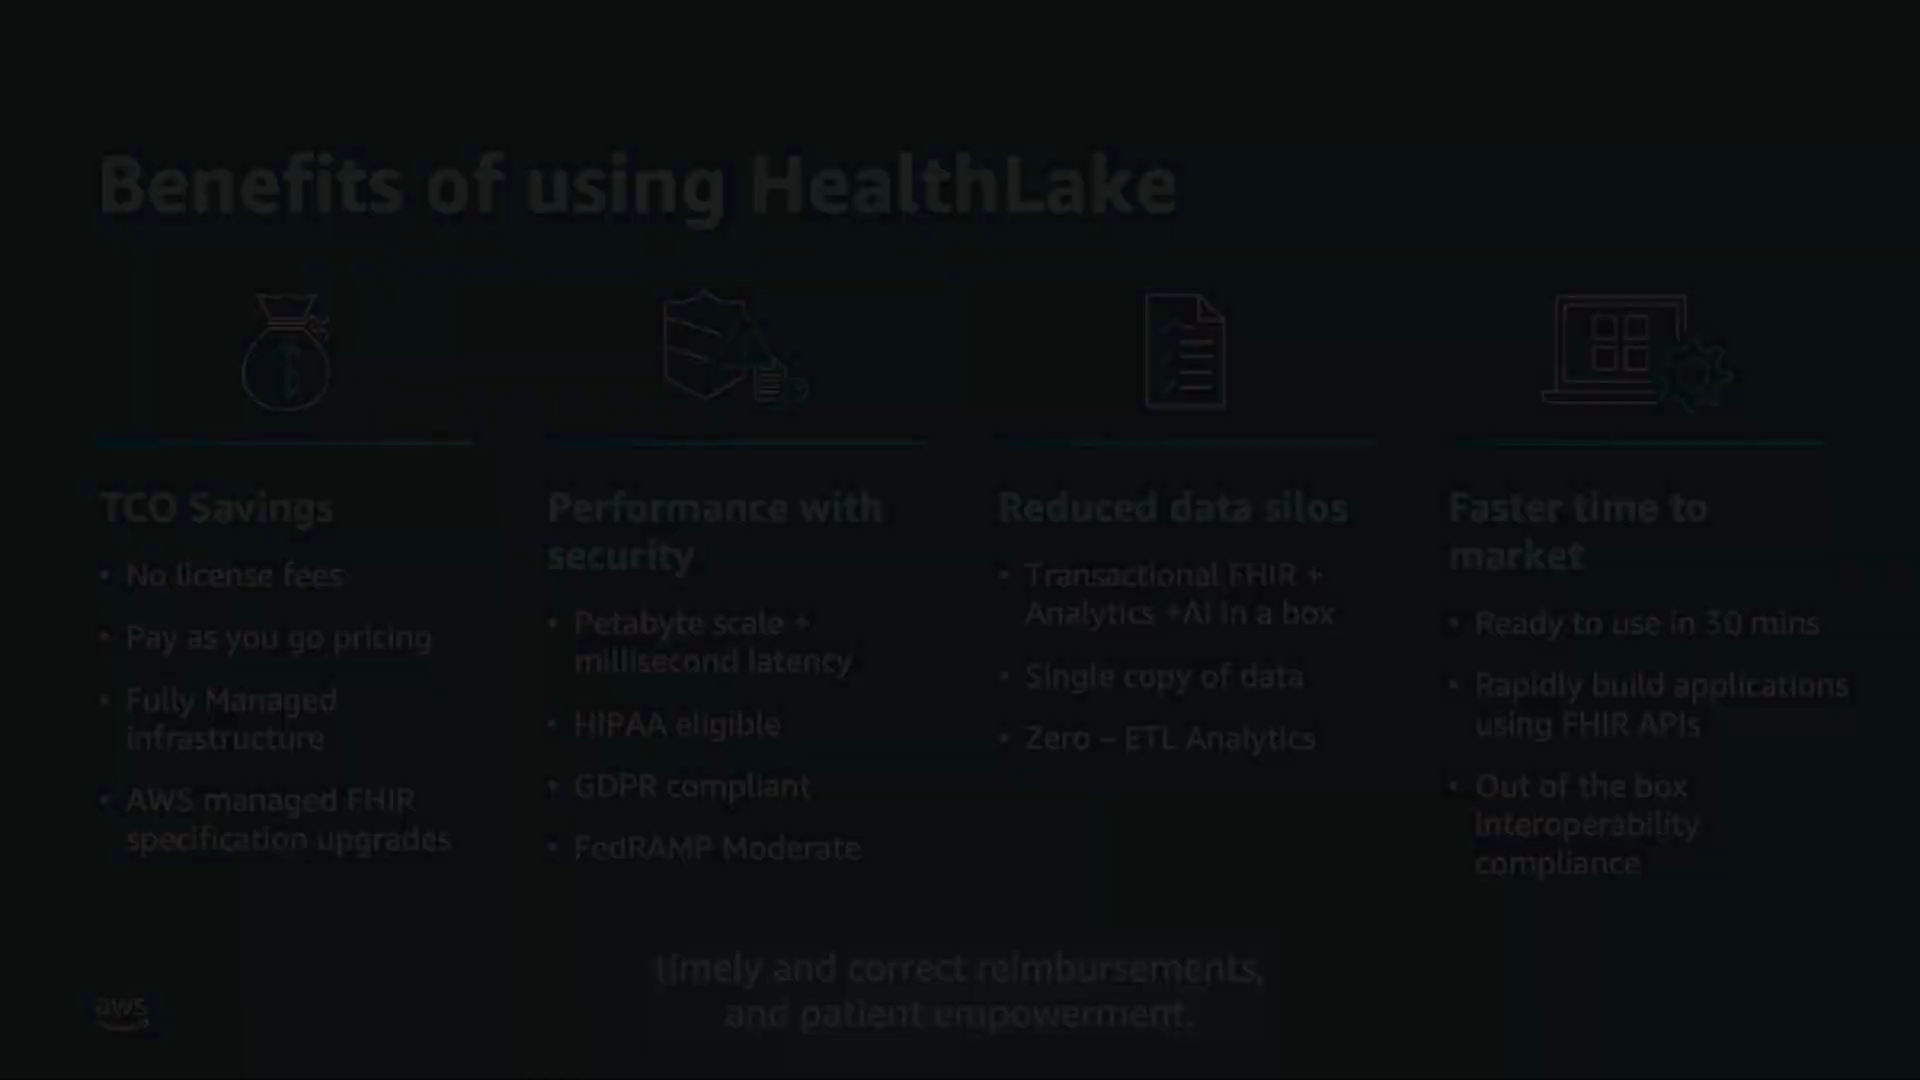 Benefits of using HealthLake
TCO Savings
• No license fees
• Pay as you go pricing
• Fully Managed
infrastructure
• AWS managed FHIR
specification upgrades
Performance with
security
• Petabyte scale +
millisecond latency
• HIPAA eligible
• GDPR compliant
• FedRAMP Moderate
Reduced data silos
• Transactional FHIR +
Analytics +AI in a box
• Single copy of data
• Zero – ETL Analytics
Faster time to
market
• Ready to use in 30 mins
• Rapidly build applications
using FHIR APIs
• Out of the box
interoperability
compliance
timely and correct reimbursements,
and patient empowerment.
aws